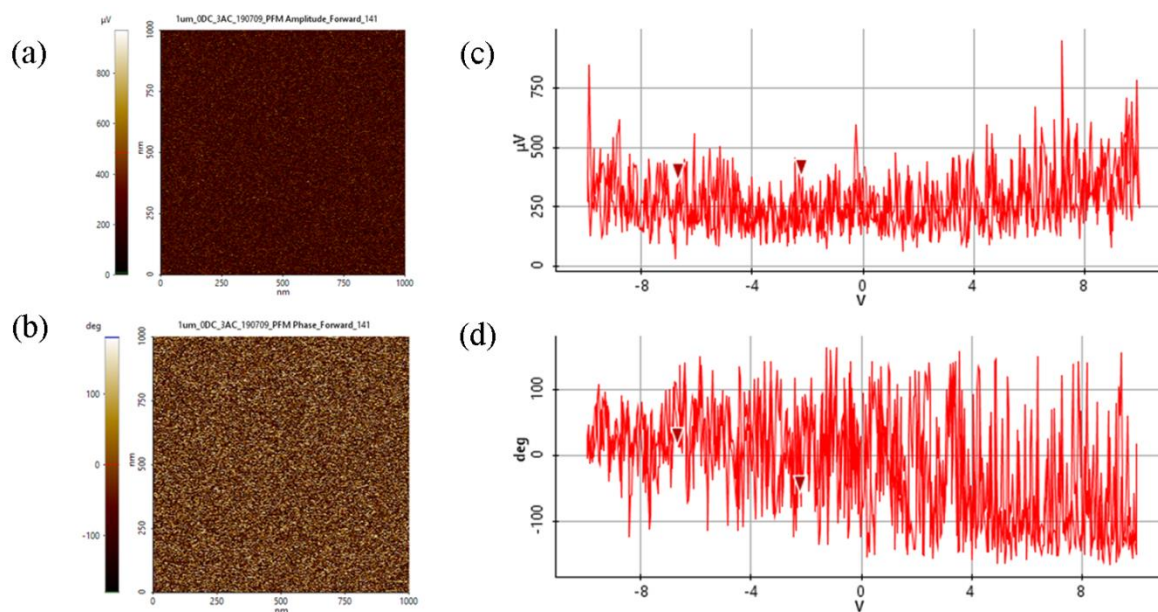 (a)
µV
1um_0DC_3AC_190709_PFM Amplitude_Forward_141
800
600
400
200
0
nm
1000
750
500
250
0
0 250 500 750 1000
nm
(b)
deg
1um_0DC_3AC_190709_PFM Phase_Forward_141
100
0
-100
nm
1000
750
500
250
0
0 250 500 750 1000
nm
(c)
µV
750
500
250
0
-8 -4 0 4 8
V
(d)
deg
100
0
-100
-8 -4 0 4 8
V